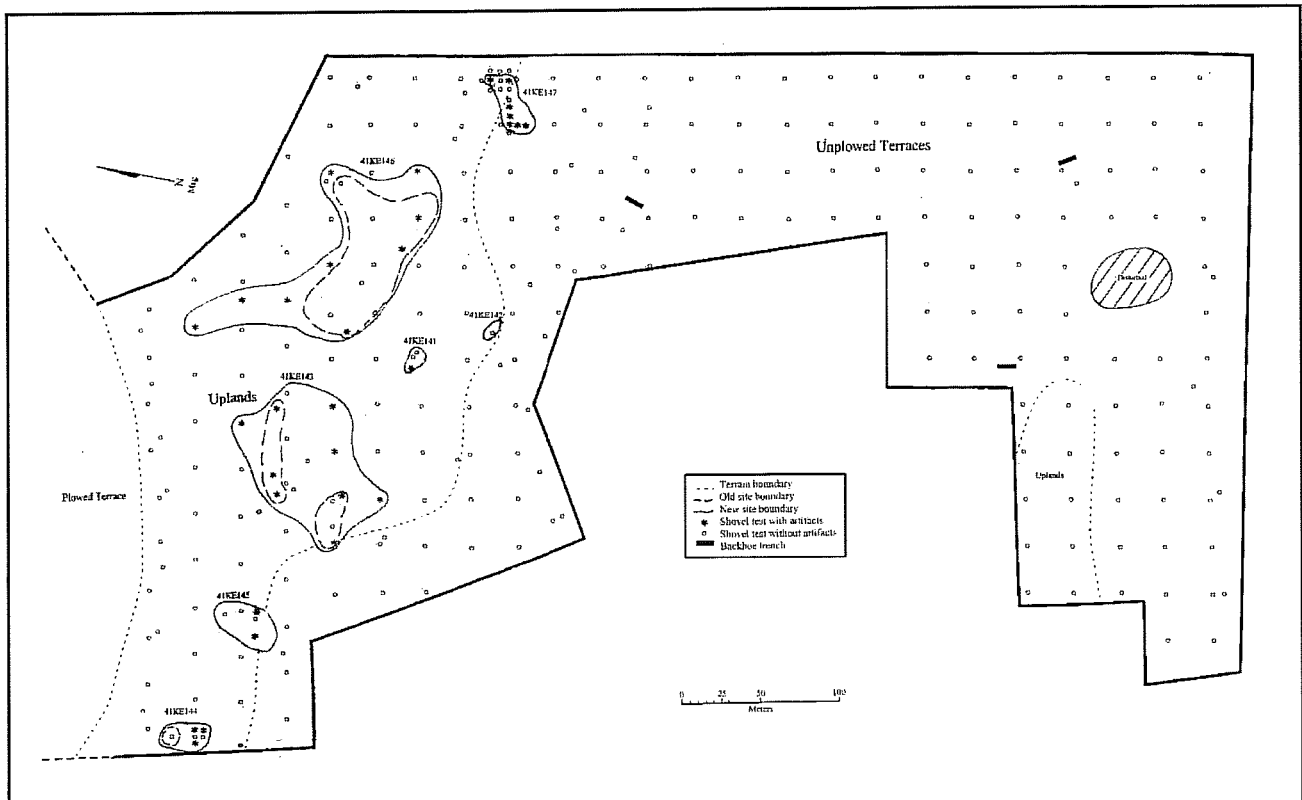 41KE147
Unplowed Terraces
41KE146
N
Mag
41KE142
41KE141
41KE143
Uplands
Plowed Terrace
Uplands
Terrain boundary
Old site boundary
New site boundary
Shovel test with artifacts
Shovel test without artifacts
Backhoe trench
41KE145
0 25 50 100
Meters
41KE144